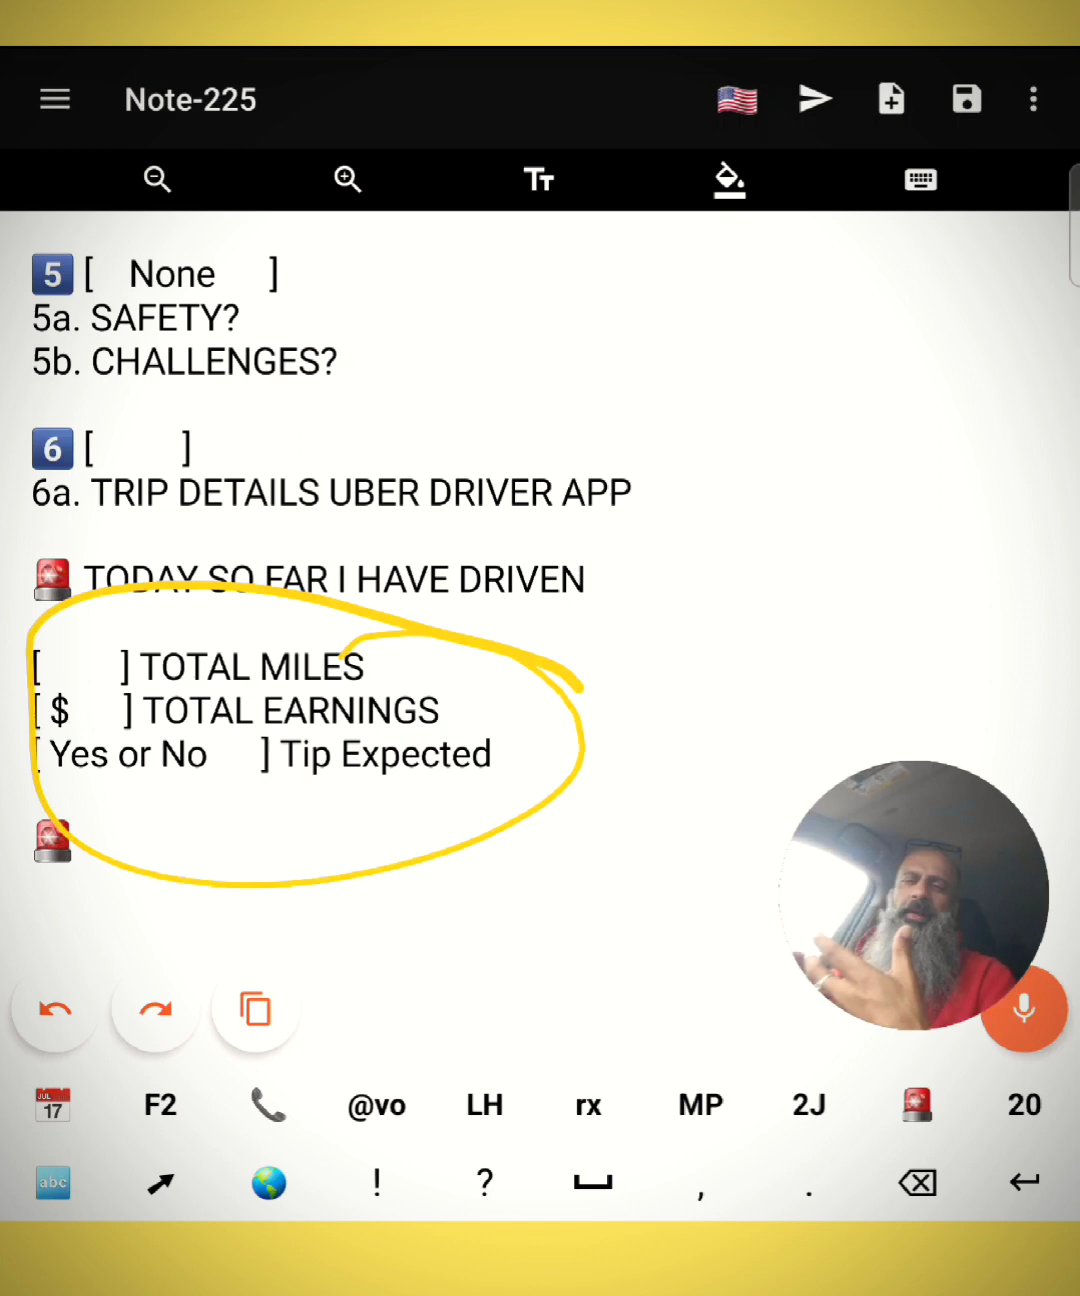 Note-225
TT
5 [ None ]
5a. SAFETY?
5b. CHALLENGES?
6 [ ]
6a. TRIP DETAILS UBER DRIVER APP
TODAY SO FAR I HAVE DRIVEN
[ ] TOTAL MILES
[ $ ] TOTAL EARNINGS
[ Yes or No ] Tip Expected
JUL 17 F2 @vo LH rx MP 2J 20
abc ! ? , .